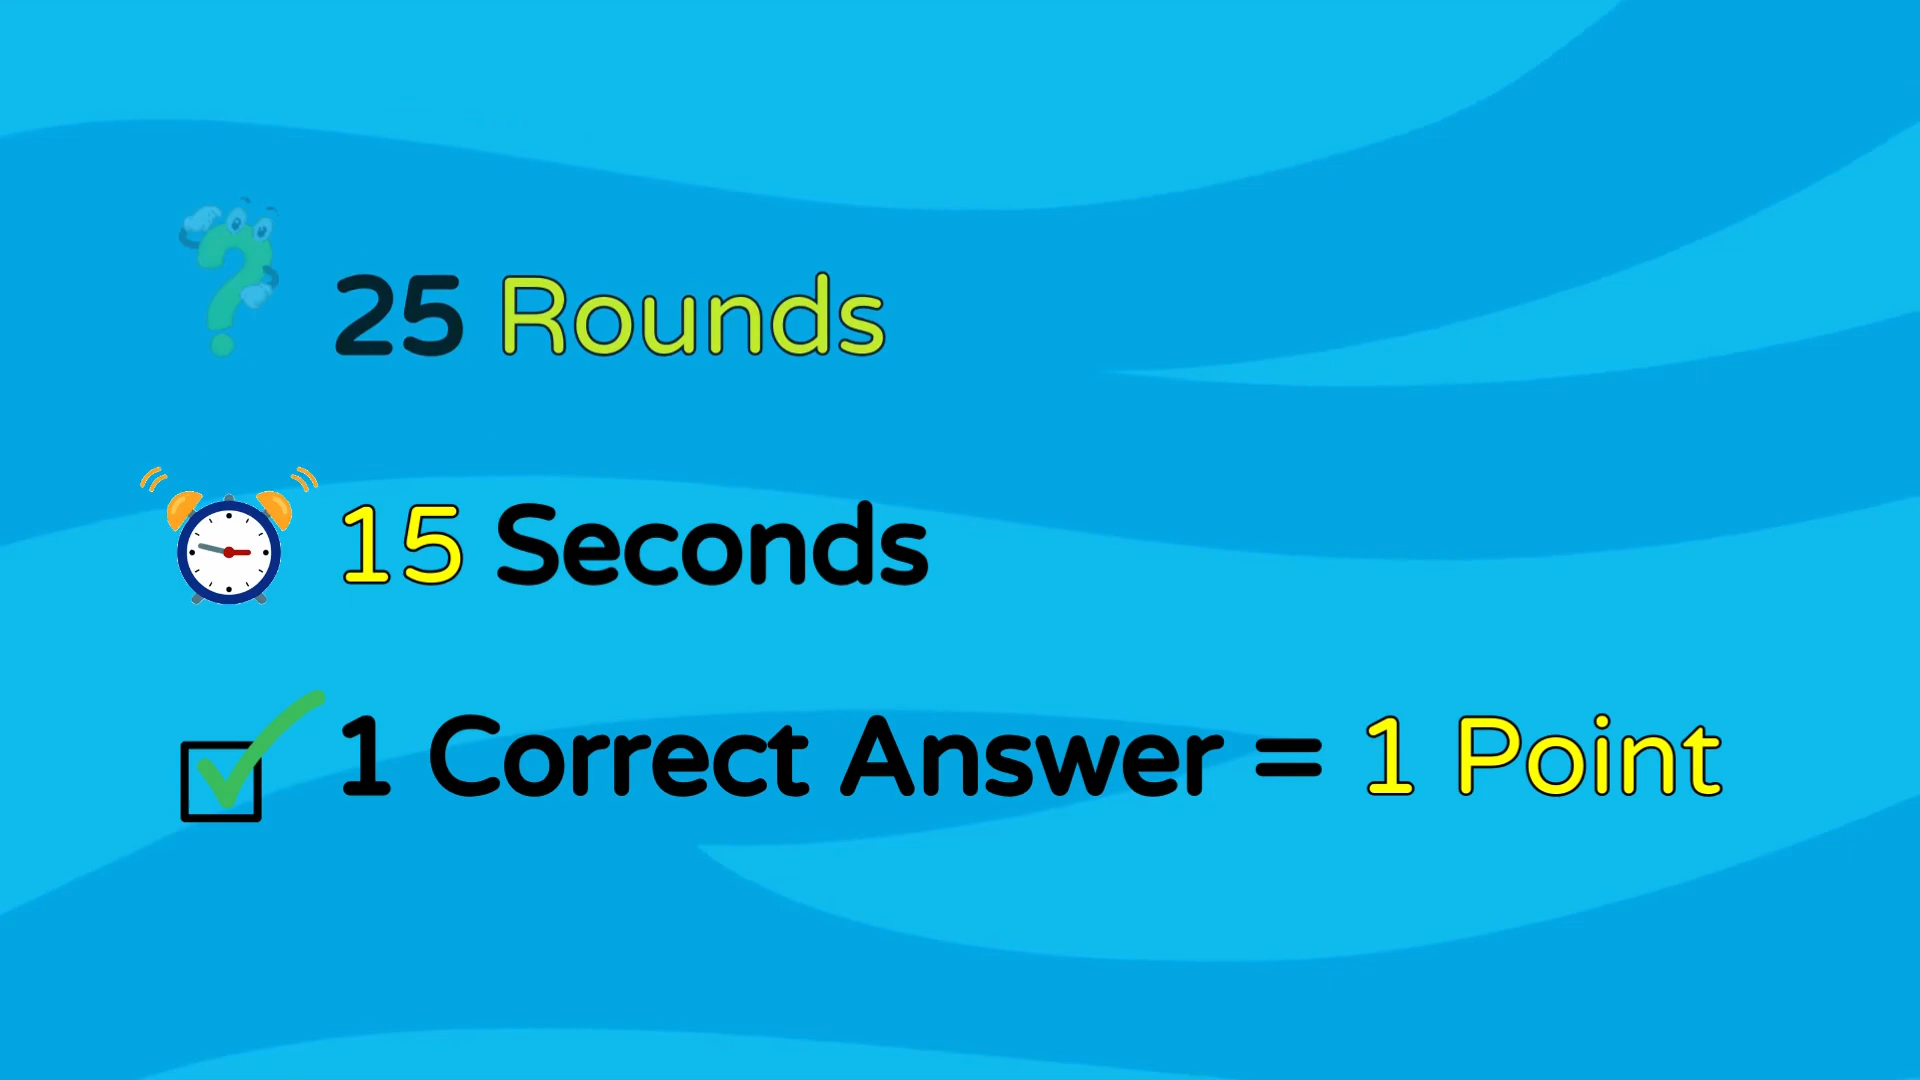 25 Rounds
15 Seconds
1 Correct Answer = 1 Point